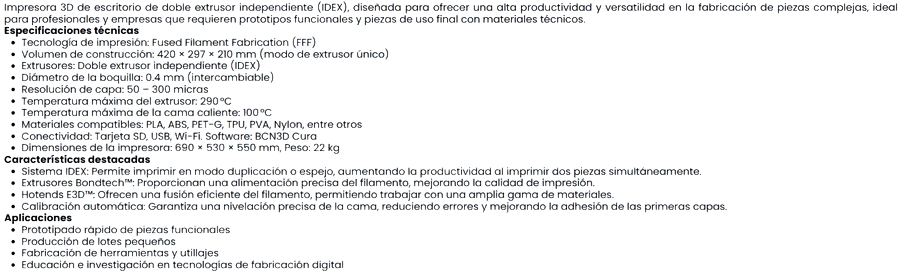 Impresora 3D de escritorio de doble extrusor independiente (IDEX), diseñada para ofrecer una alta productividad y versatilidad en la fabricación de piezas complejas, ideal
para profesionales y empresas que requieren prototipos funcionales y piezas de uso final con materiales técnicos.
Especificaciones técnicas
• Tecnología de impresión: Fused Filament Fabrication (FFF)
• Volumen de construcción: 420 × 297 × 210 mm (modo de extrusor único)
• Extrusores: Doble extrusor independiente (IDEX)
• Diámetro de la boquilla: 0.4 mm (intercambiable)
• Resolución de capa: 50 – 300 micras
• Temperatura máxima del extrusor: 290 °C
• Temperatura máxima de la cama caliente: 100 °C
• Materiales compatibles: PLA, ABS, PET-G, TPU, PVA, Nylon, entre otros
• Conectividad: Tarjeta SD, USB, Wi-Fi. Software: BCN3D Cura
• Dimensiones de la impresora: 690 × 530 × 550 mm, Peso: 22 kg
Características destacadas
• Sistema IDEX: Permite imprimir en modo duplicación o espejo, aumentando la productividad al imprimir dos piezas simultáneamente.
• Extrusores Bondtech™: Proporcionan una alimentación precisa del filamento, mejorando la calidad de impresión.
• Hotends E3D™: Ofrecen una fusión eficiente del filamento, permitiendo trabajar con una amplia gama de materiales.
• Calibración automática: Garantiza una nivelación precisa de la cama, reduciendo errores y mejorando la adhesión de las primeras capas.
Aplicaciones
• Prototipado rápido de piezas funcionales
• Producción de lotes pequeños
• Fabricación de herramientas y utillajes
• Educación e investigación en tecnologías de fabricación digital